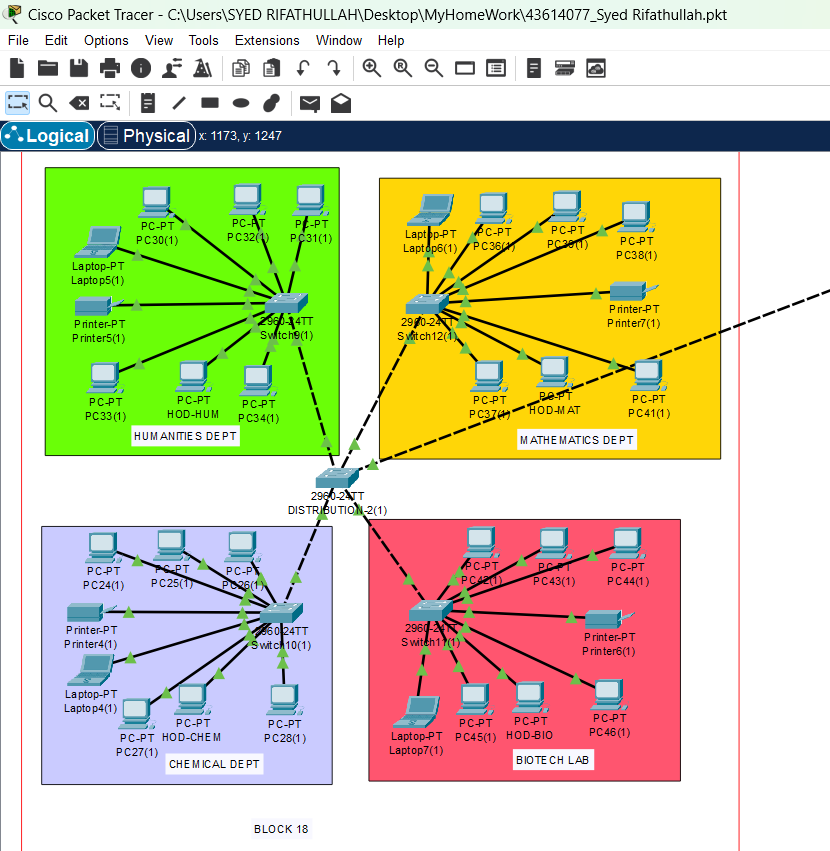 Cisco Packet Tracer - C:\Users\SYED RIFATHULLAH\Desktop\MyHomeWork\43614077_Syed Rifathullah.pkt
File Edit Options View Tools Extensions Window Help
Logical Physical x: 1173, y: 1247
PC-PT
PC30(1)
PC-PT
PC32(1)
PC-PT
PC31(1)
Laptop-PT
Laptop5(1)
Printer-PT
Printer5(1)
2960-24TT
Switch9(1)
PC-PT
PC33(1)
PC-PT
HOD-HUM
PC-PT
PC34(1)
HUMANITIES DEPT
Laptop-PT
Laptop6(1)
PC-PT
PC36(1)
PC-PT
PC39(1)
PC-PT
PC38(1)
Printer-PT
Printer7(1)
2960-24TT
Switch12(1)
PC-PT
PC37(1)
PC-PT
HOD-MAT
PC-PT
PC41(1)
MATHEMATICS DEPT
2960-24TT
DISTRIBUTION-2(1)
PC-PT
PC24(1)
PC-PT
PC25(1)
PC-PT
PC26(1)
Printer-PT
Printer4(1)
2960-24TT
Switch10(1)
Laptop-PT
Laptop4(1)
PC-PT
PC27(1)
PC-PT
HOD-CHEM
PC-PT
PC28(1)
CHEMICAL DEPT
PC-PT
PC42(1)
PC-PT
PC43(1)
PC-PT
PC44(1)
2960-24TT
Switch11(1)
Printer-PT
Printer6(1)
Laptop-PT
Laptop7(1)
PC-PT
PC45(1)
PC-PT
HOD-BIO
PC-PT
PC46(1)
BIOTECH LAB
BLOCK 18